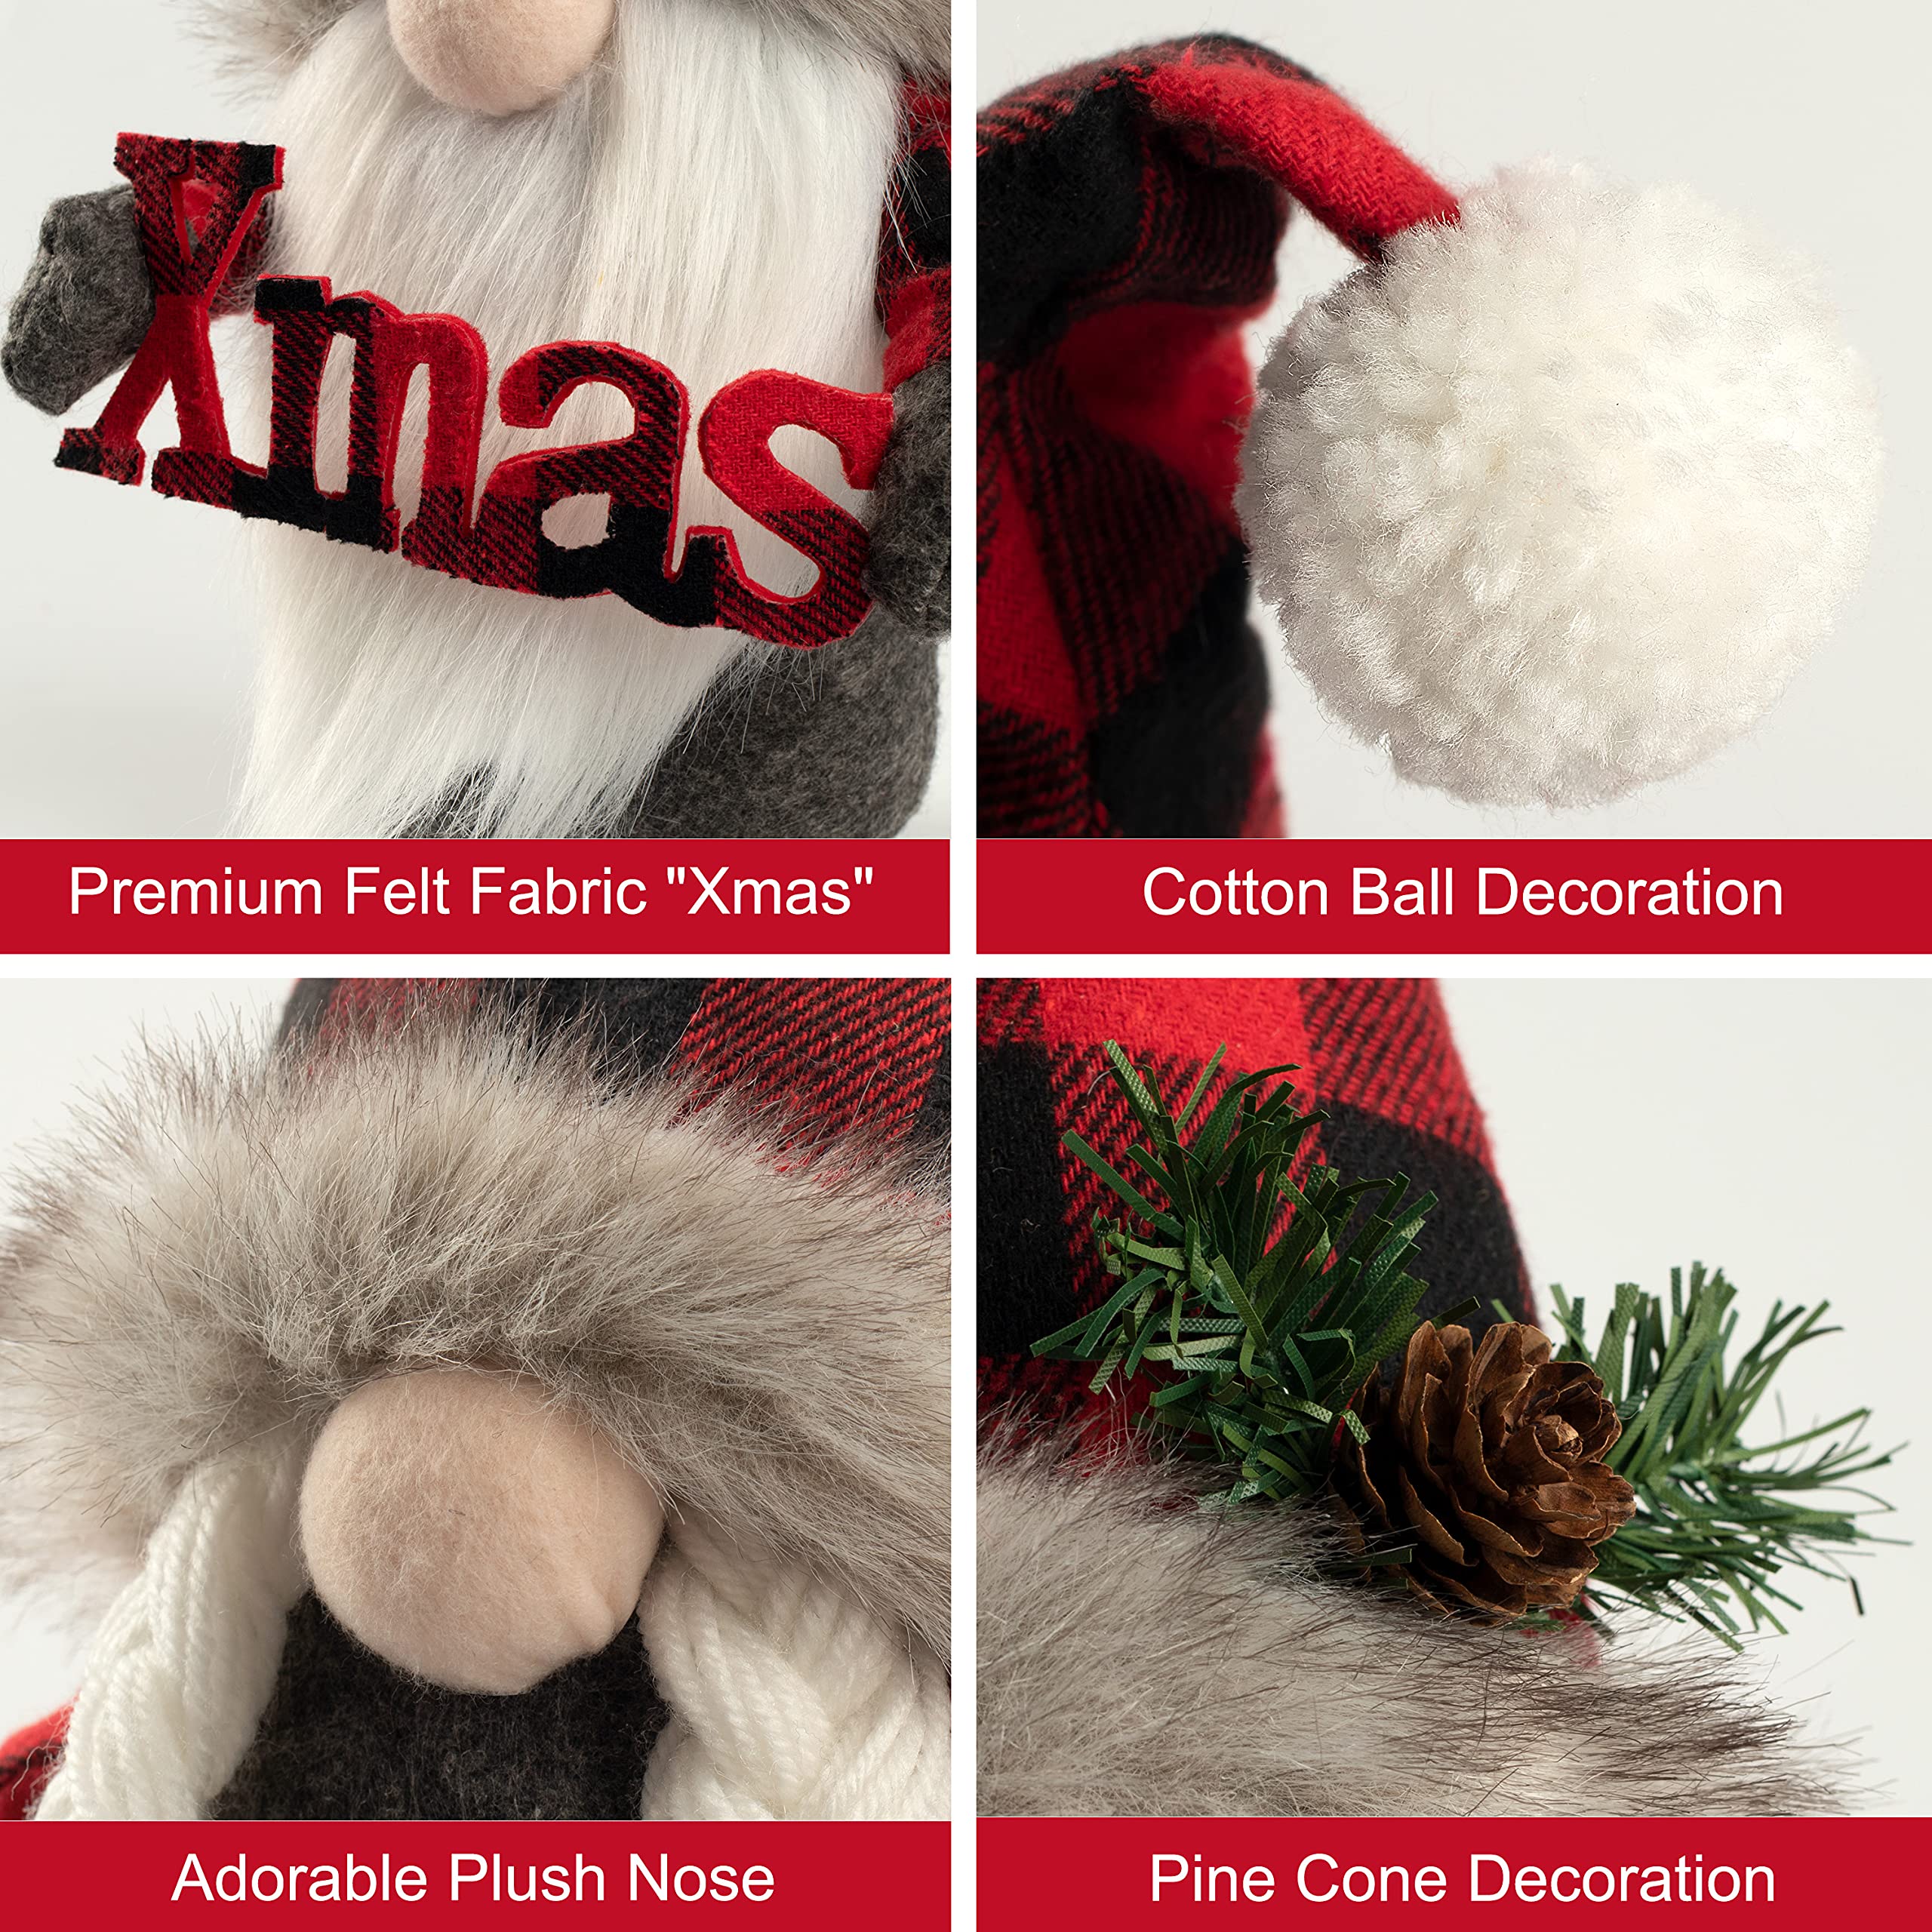 Xmas
Premium Felt Fabric "Xmas"
Cotton Ball Decoration
Adorable Plush Nose
Pine Cone Decoration